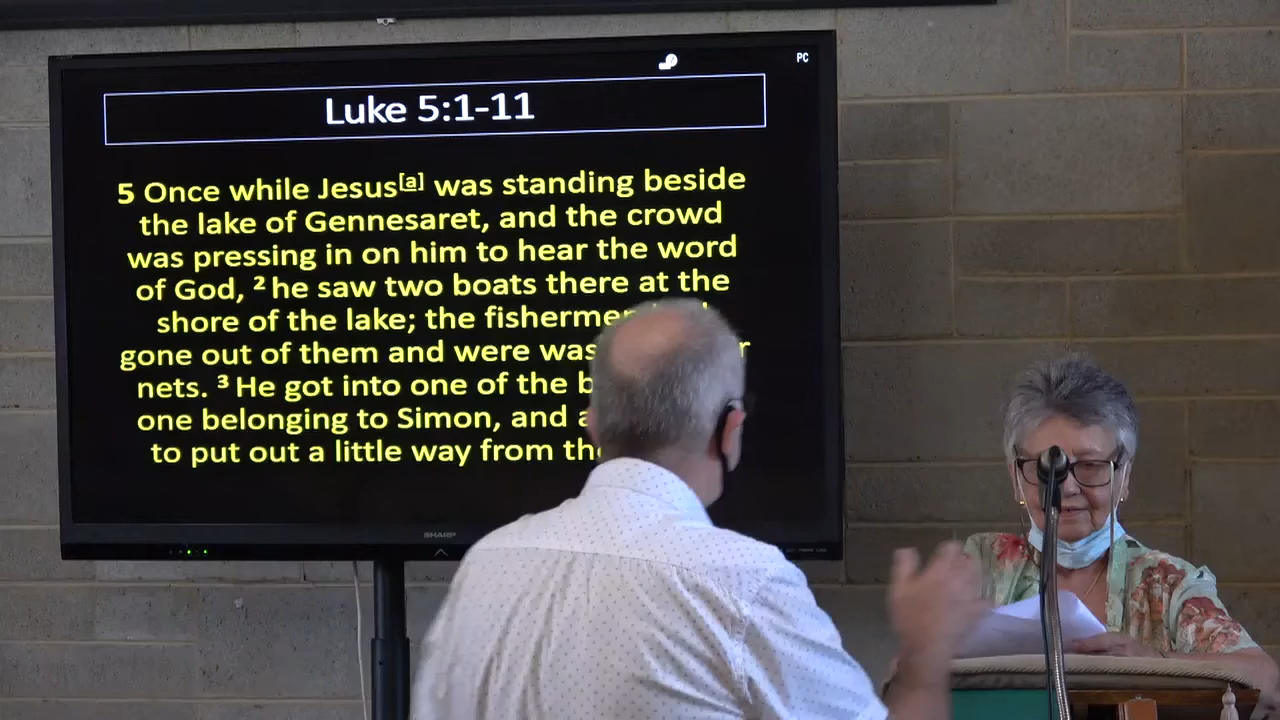 PC
Luke 5:1-11
5 Once while Jesus[a] was standing beside
the lake of Gennesaret, and the crowd
was pressing in on him to hear the word
of God, 2 he saw two boats there at the
shore of the lake; the fishermen
gone out of them and were
nets. 3 He got into one of the
one belonging to Simon, and
to put out a little way from
SHARP